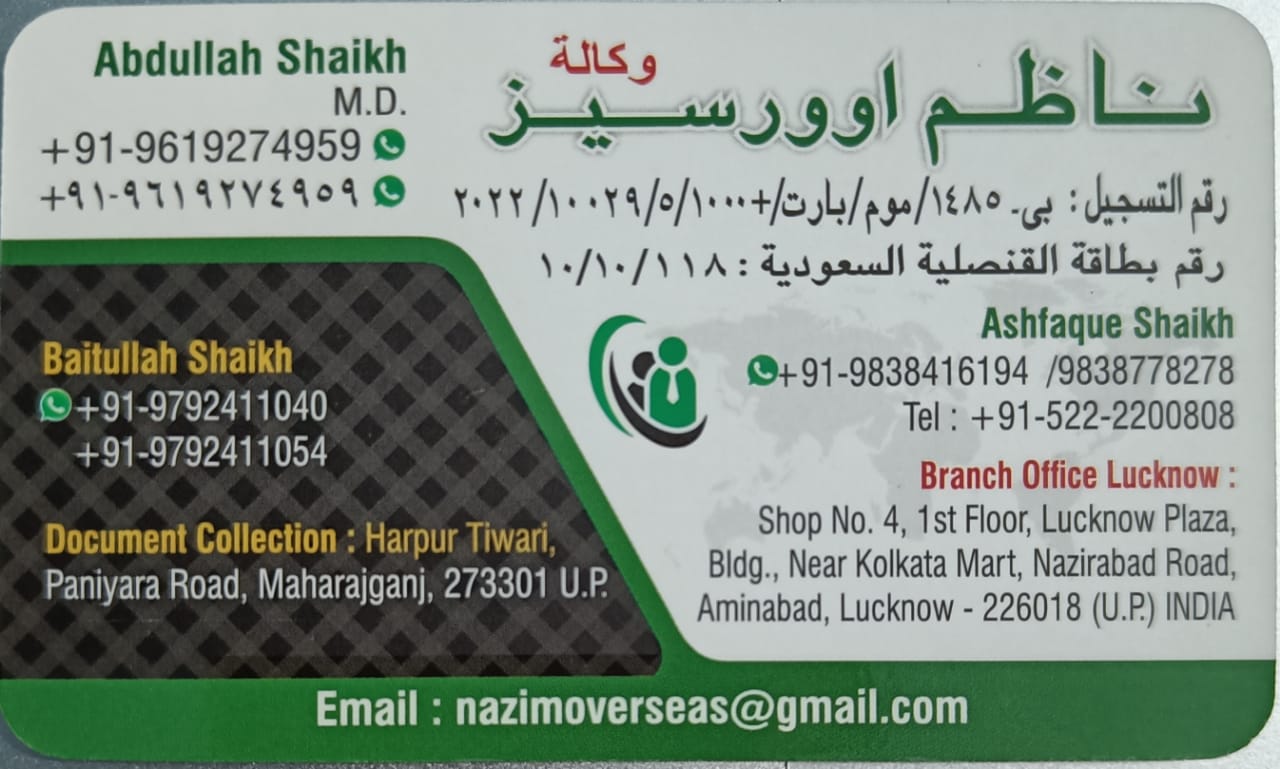 Abdullah Shaikh
M.D.
+91-9619274959
+٩١-٩٦١٩٢٧٤٩٥٩
وكالة
ناظم اوورسيز
رقم التسجيل: بى۔ ١٤٨٥/موم/بارت/+١٠٠٠/٥/١٠٠٢٩/٢٠٢٢
رقم بطاقة القنصلية السعودية : ١٠/١٠/١١٨
Baitullah Shaikh
+91-9792411040
+91-9792411054
Document Collection : Harpur Tiwari,
Paniyara Road, Maharajganj, 273301 U.P.
Ashfaque Shaikh
+91-9838416194 /9838778278
Tel : +91-522-2200808
Branch Office Lucknow :
Shop No. 4, 1st Floor, Lucknow Plaza,
Bldg., Near Kolkata Mart, Nazirabad Road,
Aminabad, Lucknow - 226018 (U.P.) INDIA
Email : nazimoverseas@gmail.com